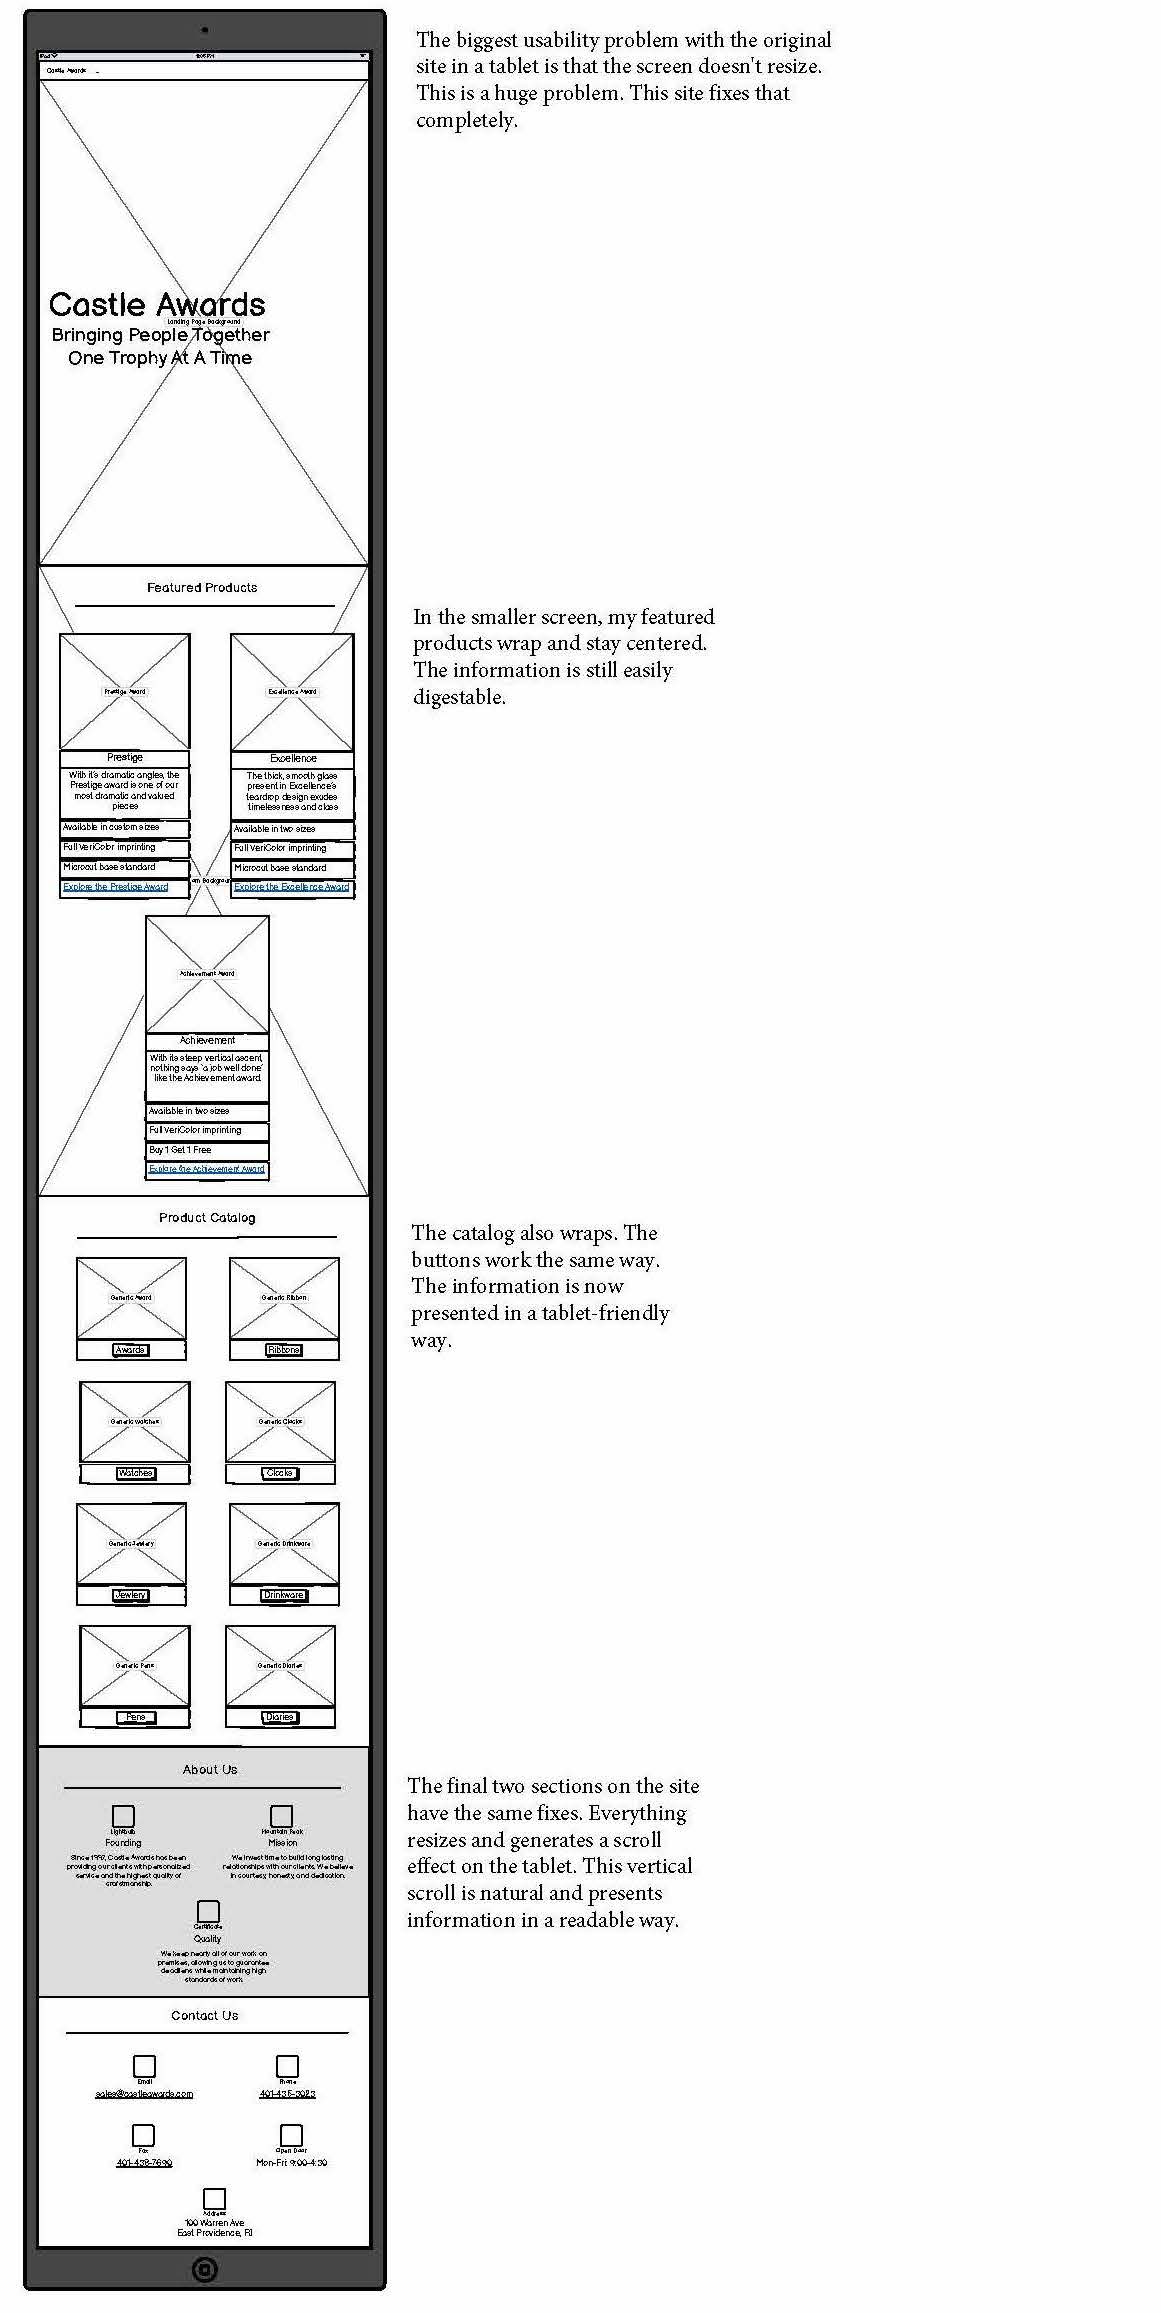 iPad
Castle Awards
The biggest usability problem with the original
site in a tablet is that the screen doesn't resize.
This is a huge problem. This site fixes that
completely.
Castle Awards
Landing Page Background
Bringing People Together
One Trophy At A Time
Featured Products
In the smaller screen, my featured
products wrap and stay centered.
The information is still easily
digestable.
Prestige Award
Prestige
With it's dramatic angles, the
Prestige award is one of our
most dramatic and valued
pieces
Available in custom sizes
Full VeriColor imprinting
Microcut base standard
Explore the Prestige Award
Excellence Award
Excellence
The thick, smooth glass
present in Excellence's
teardrop design exudes
timelessness and class
Available in two sizes
Full VeriColor imprinting
Microcut base standard
Explore the Excellence Award
Achievement Award
Achievement
With its steep vertical ascent,
nothing says 'a job well done'
like the Achievement award
Available in two sizes
Full VeriColor imprinting
Buy 1 Get 1 Free
Explore the Achievement Award
Product Catalog
The catalog also wraps. The
buttons work the same way.
The information is now
presented in a tablet-friendly
way.
Generic Award
Awards
Generic Ribbon
Ribbons
Generic Watches
Watches
Generic Clocks
Clocks
Generic Jewlery
Jewlery
Generic Drinkware
Drinkware
Generic Pens
Pens
Generic Diaries
Diaries
About Us
The final two sections on the site
have the same fixes. Everything
resizes and generates a scroll
effect on the tablet. This vertical
scroll is natural and presents
information in a readable way.
Lightbulb
Founding
Since 1997, Castle Awards has been
providing our clients with personalized
service and the highest quality of
craftsmanship.
Mountain Peak
Mission
We invest time to build long lasting
relationships with our clients. We believe
in courtesy, honesty, and dedication.
Certificate
Quality
We keep nearly all of our work on
premises, allowing us to guarantee
deadlines while maintaining high
standards of work
Contact Us
Email
sales@castleawards.com
Phone
Fax
401-438-7690
Open Door
Mon-Fri 9:00-4:30
Address
100 Warren Ave
East Providence, RI